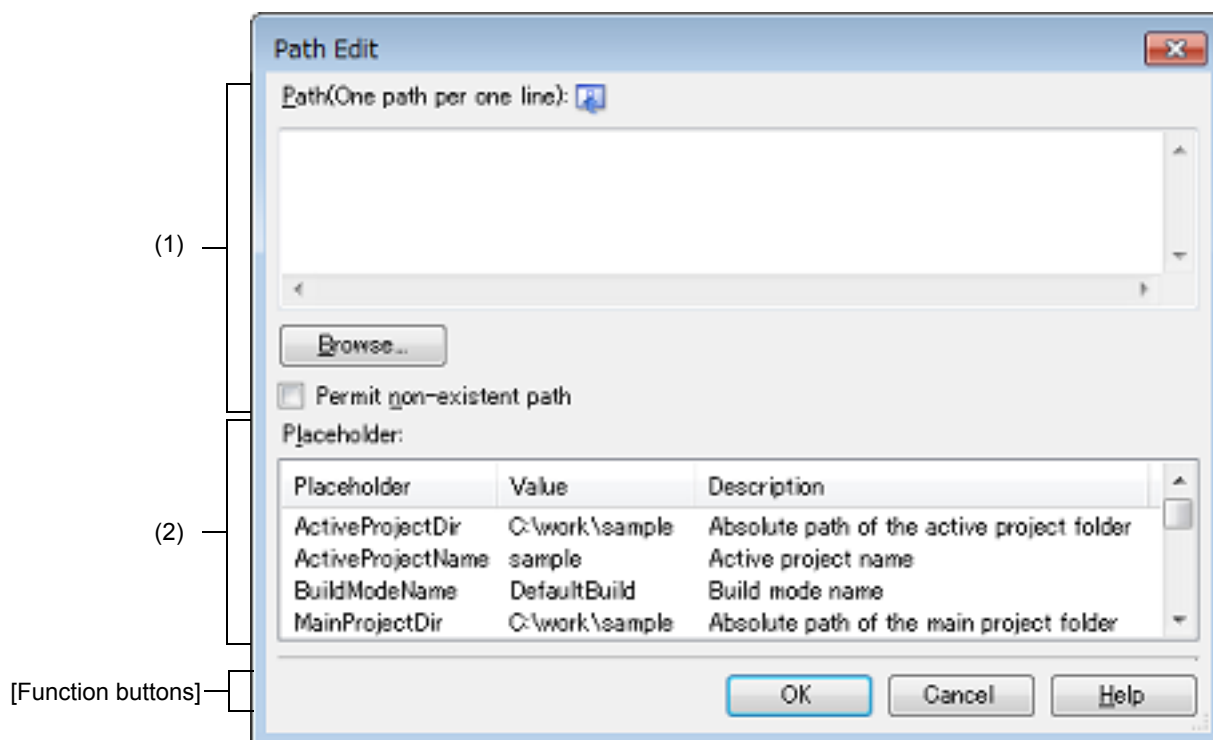 Path Edit
Path(One path per one line):
(1)
Browse...
Permit non-existent path
Placeholder:
Placeholder Value Description
(2)
ActiveProjectDir C:\work\sample Absolute path of the active project folder
ActiveProjectName sample Active project name
BuildModeName DefaultBuild Build mode name
MainProjectDir C:\work\sample Absolute path of the main project folder
[Function buttons]
OK Cancel Help